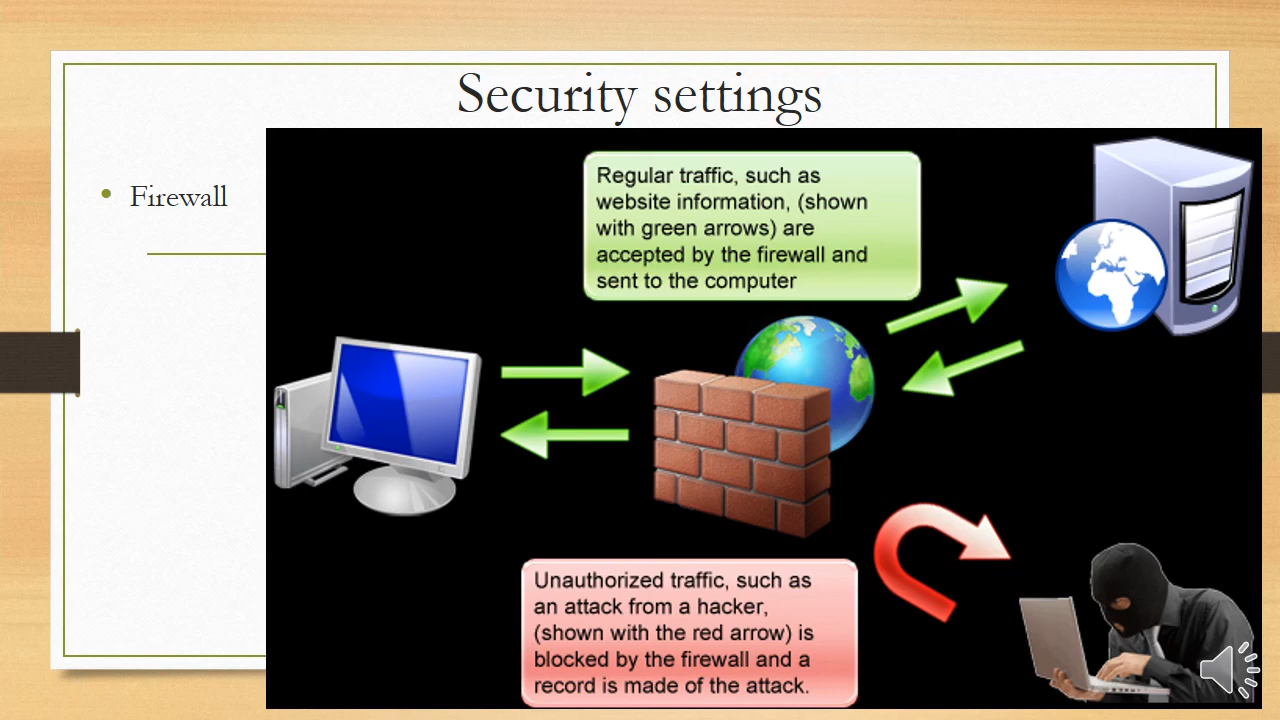 Security settings
• Firewall
Regular traffic, such as
website information, (shown
with green arrows) are
accepted by the firewall and
sent to the computer
Unauthorized traffic, such as
an attack from a hacker,
(shown with the red arrow) is
blocked by the firewall and a
record is made of the attack.